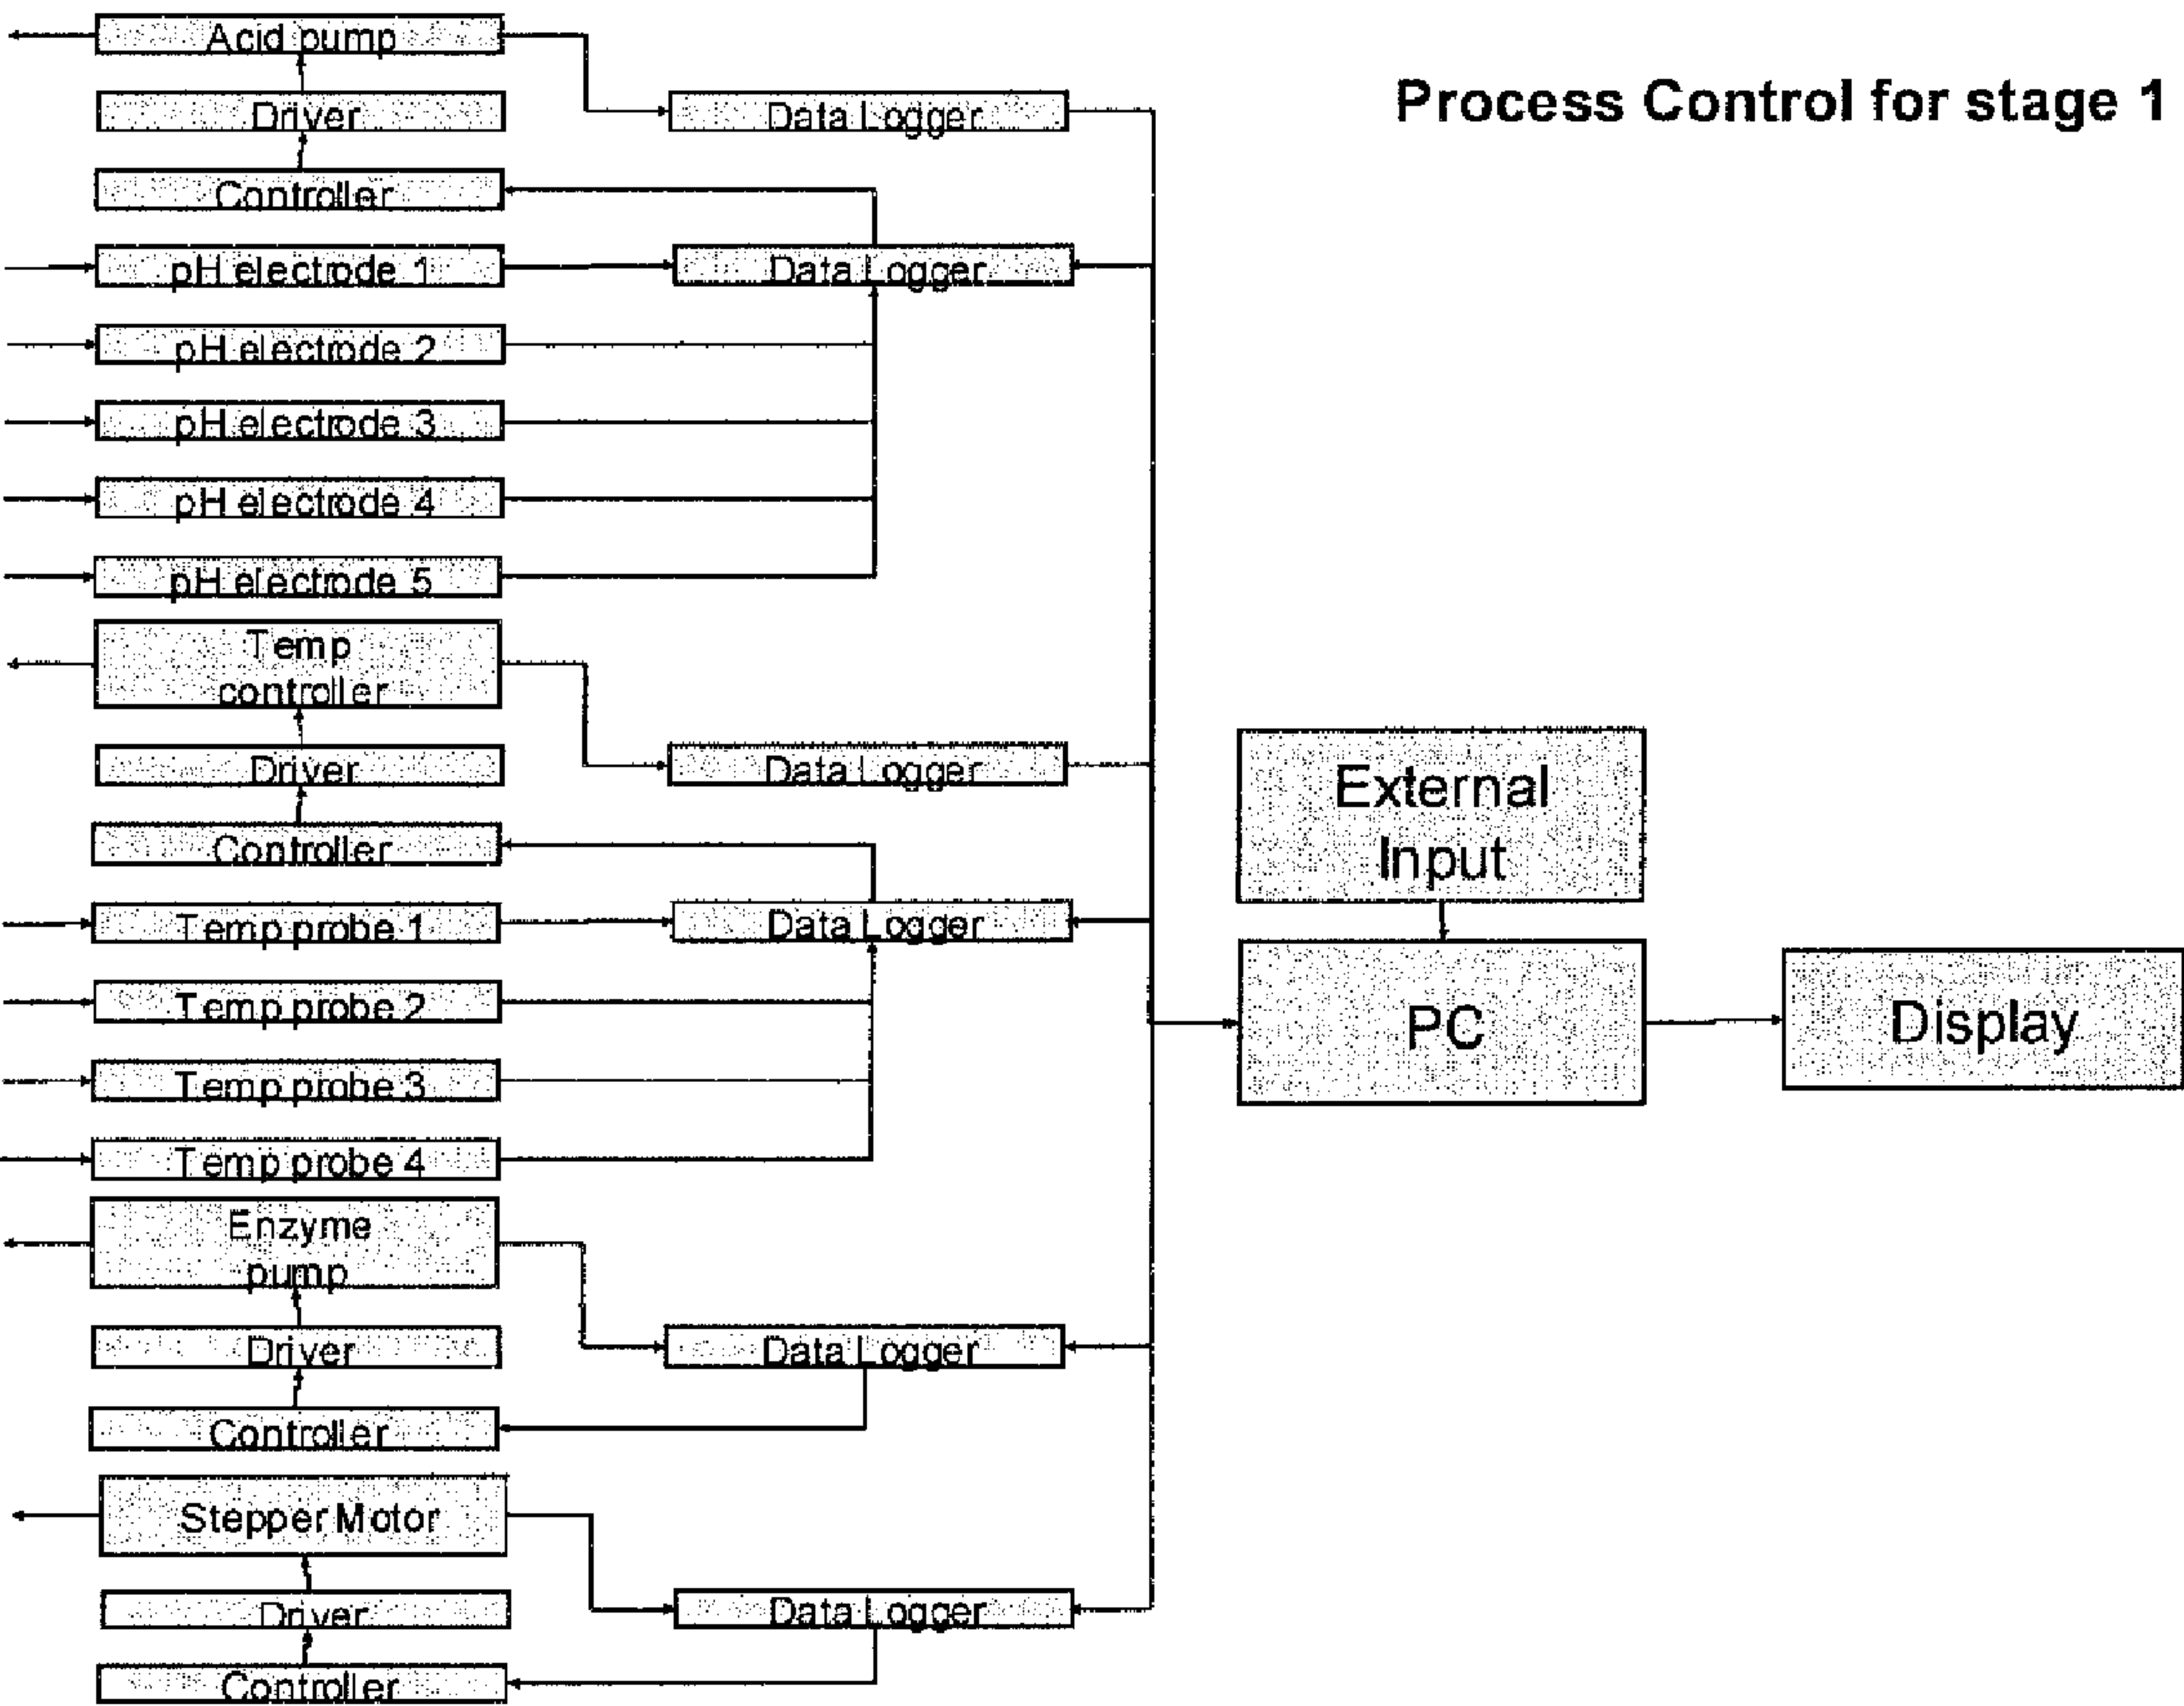 Process Control for stage 1
Acid pump
Driver
Data Logger
Controller
pH electrode 1
Data Logger
pH electrode 2
pH electrode 3
pH electrode 4
pH electrode 5
Temp
controller
Driver
Data Logger
Controller
Temp probe 1
Data Logger
Temp probe 2
Temp probe 3
Temp probe 4
Enzyme
pump
Driver
Data Logger
Controller
Stepper Motor
Driver
Data Logger
Controller
External
Input
PC
Display